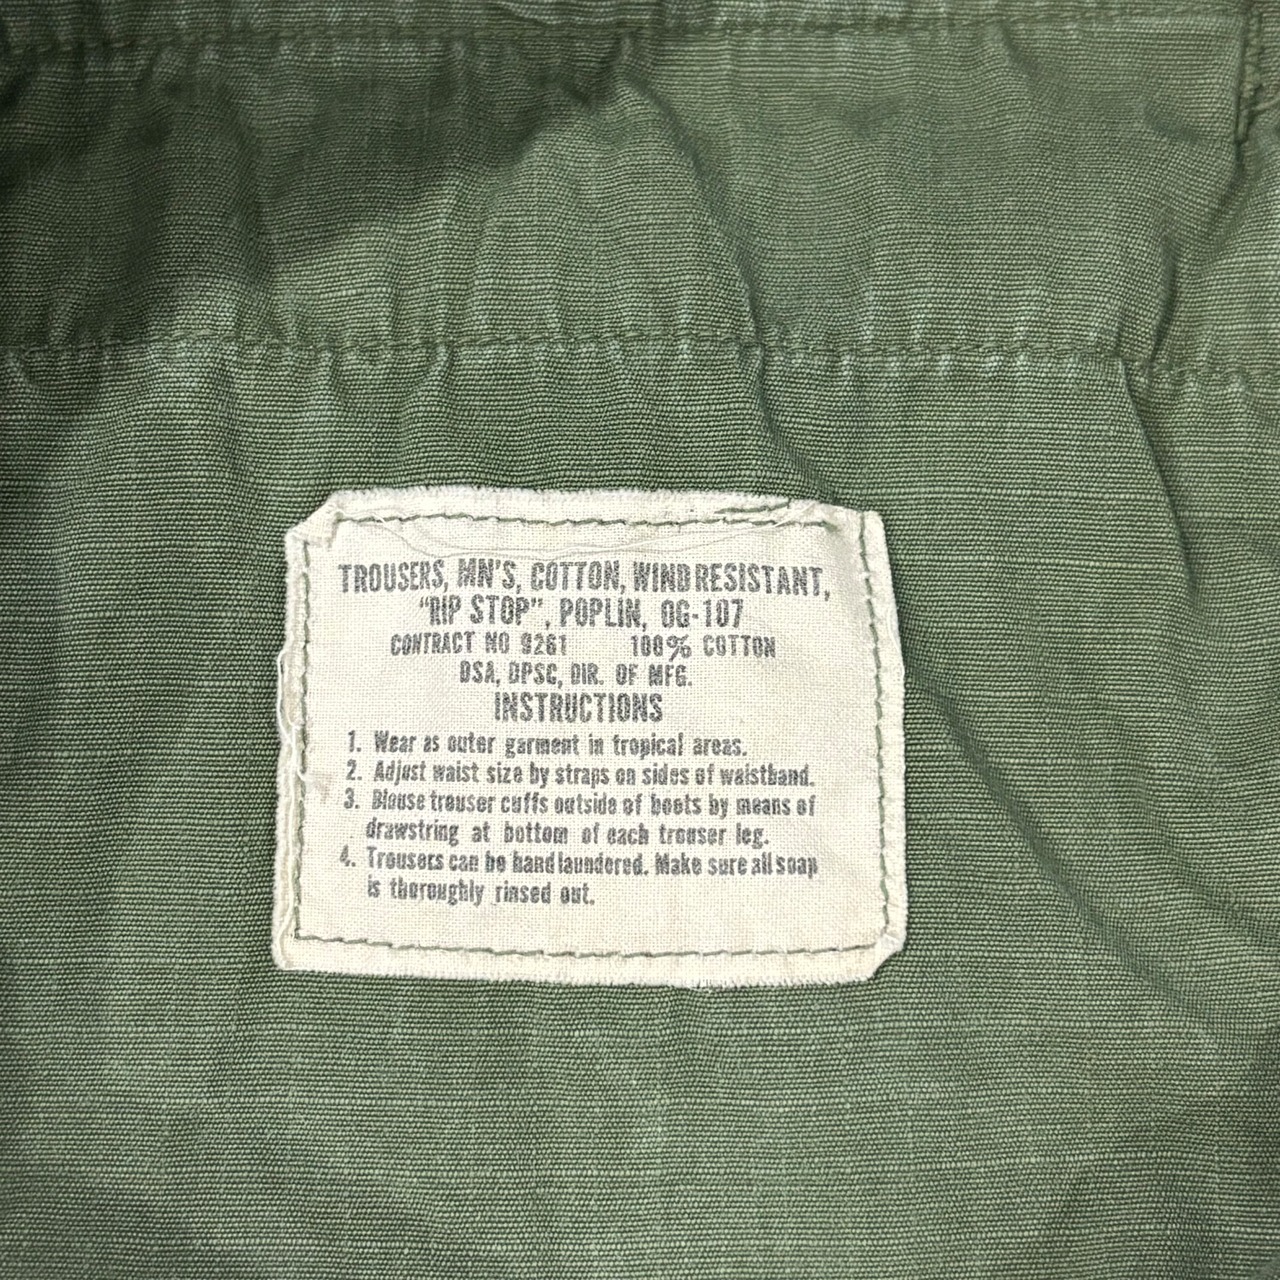 TROUSERS, MN'S, COTTON, WIND RESISTANT,
"RIP STOP", POPLIN, OG-107
CONTRACT NO 9261 100% COTTON
DSA, DPSC, DIR. OF MFG.
INSTRUCTIONS
1. Wear as outer garment in tropical areas.
2. Adjust waist size by straps on sides of waistband.
3. Blouse trouser cuffs outside of boots by means of
drawstring at bottom of each trouser leg.
4. Trousers can be hand laundered. Make sure all soap
is thoroughly rinsed out.